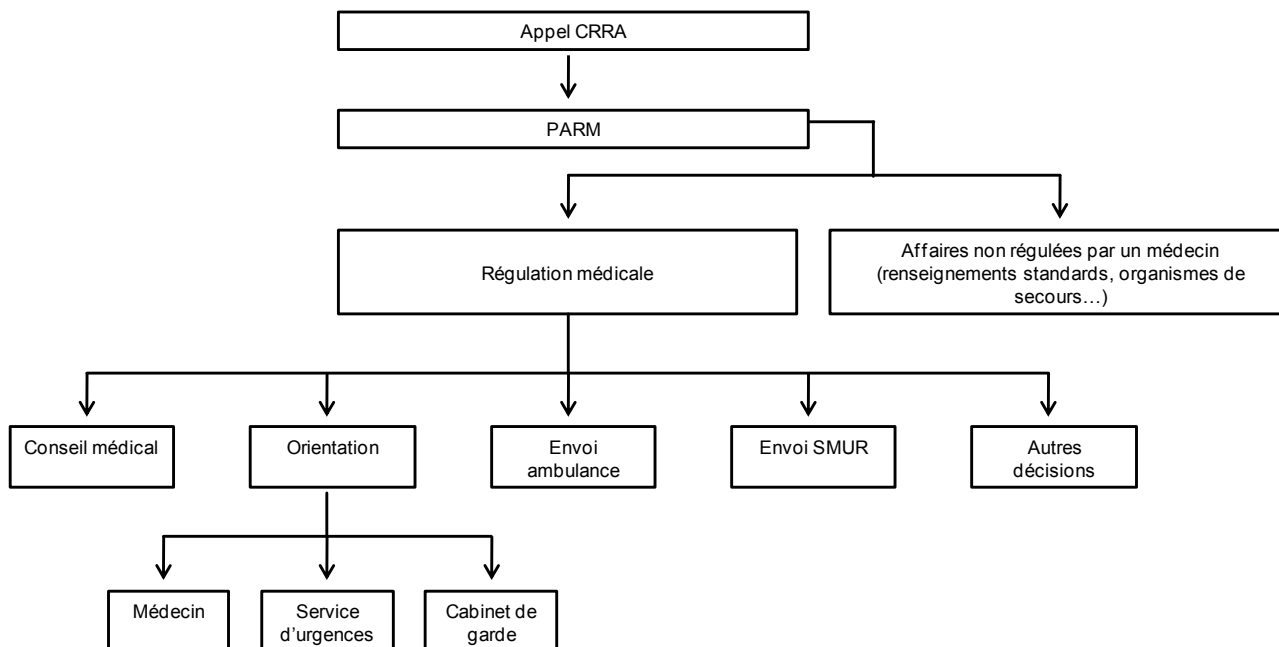 Appel CRRA
PARM
Régulation médicale
Affaires non régulées par un médecin
(renseignements standards, organismes de
secours…)
Conseil médical
Orientation
Envoi
ambulance
Envoi SMUR
Autres
décisions
Médecin
Service
d’urgences
Cabinet de
garde